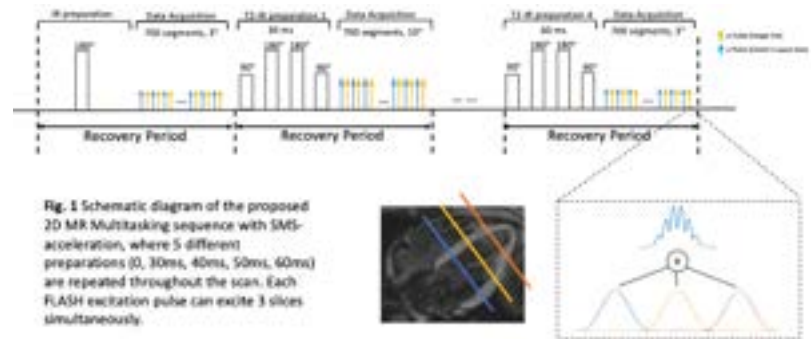 IR preparation
Data Acquisition
T2-IR preparation 1
Data Acquisition
T2-IR preparation 4
Data Acquisition
700 segments, 3°
30 ms
700 segments, 10°
60 ms
700 segments, 3°
180°
90°
180°
180°
90°
90°
180°
180°
90°
Recovery Period
Recovery Period
Recovery Period
Fig. 1 Schematic diagram of the proposed
2D MR Multitasking sequence with SMS-
acceleration, where 5 different
preparations (0, 30ms, 40ms, 50ms, 60ms)
are repeated throughout the scan. Each
FLASH excitation pulse can excite 3 slices
simultaneously.